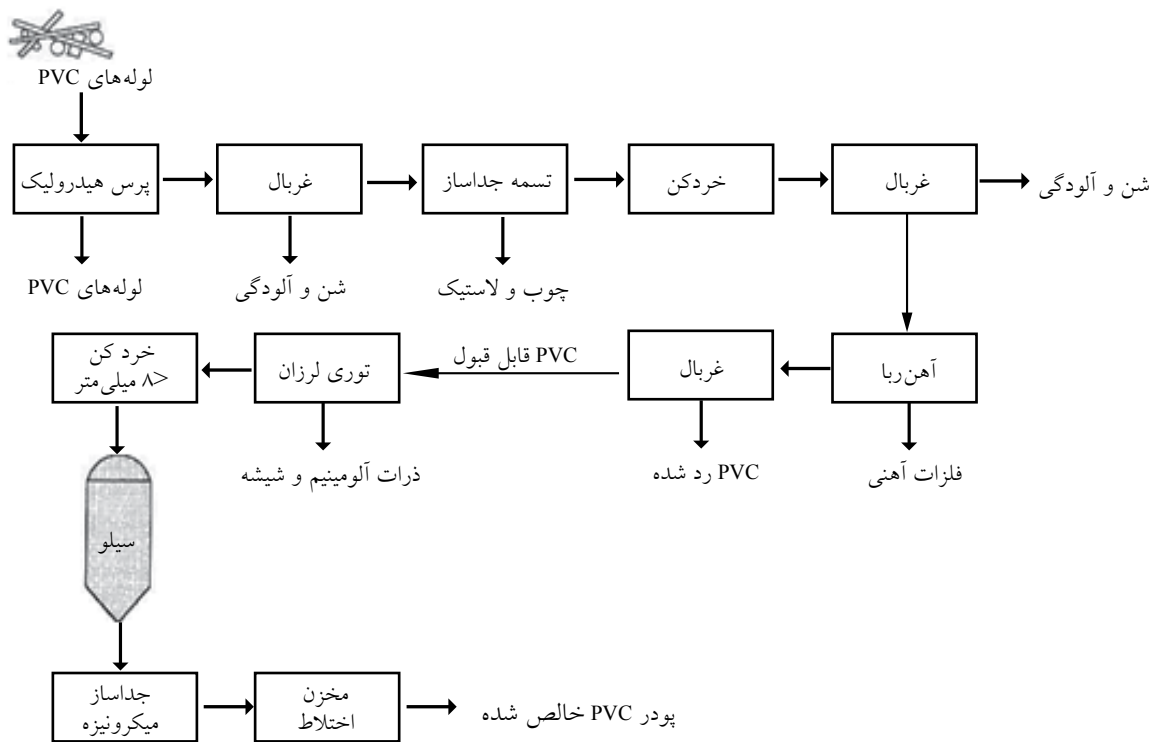 لوله‌های PVC
پرس هیدرولیک
غربال
تسمه جداساز
خردکن
غربال
شن و آلودگی
لوله‌های PVC
شن و آلودگی
چوب و لاستیک
آهن‌ربا
غربال
PVC قابل قبول
توری لرزان
خرد کن
<۸ میلی‌متر
فلزات آهنی
PVC رد شده
ذرات آلومینیم و شیشه
سیلو
جداساز
میکرونیزه
مخزن
اختلاط
پودر PVC خالص شده